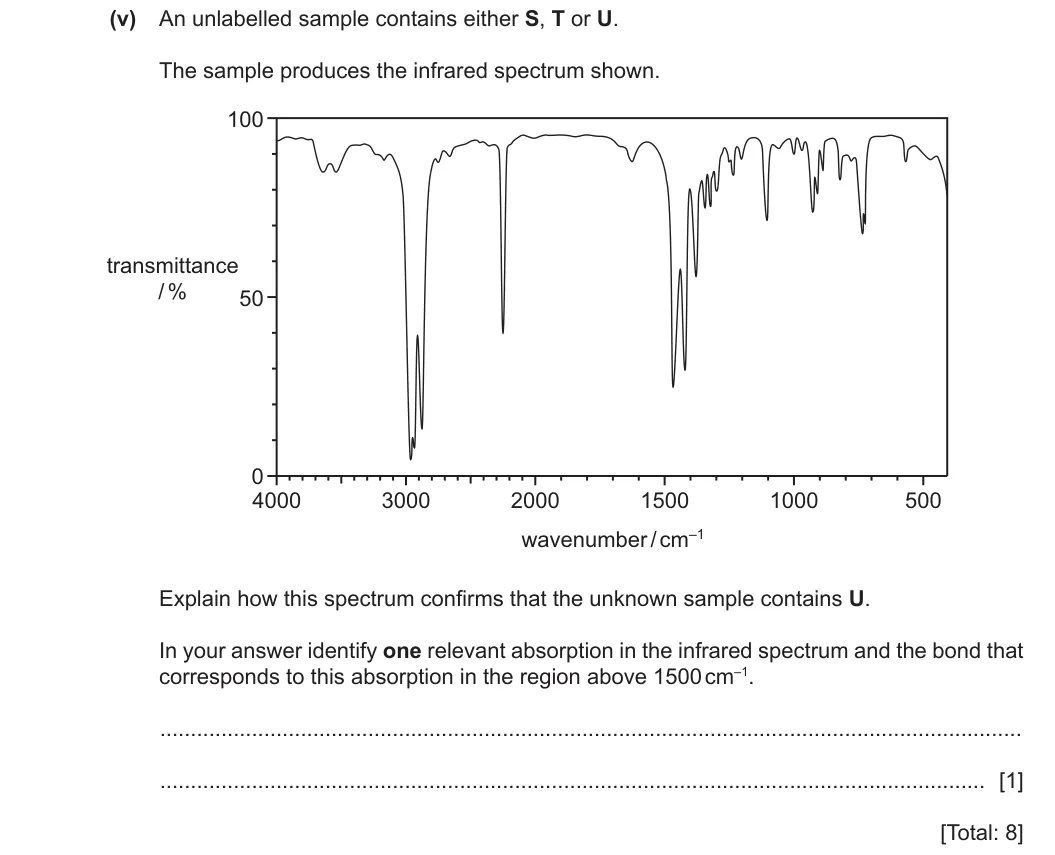 (v) An unlabelled sample contains either S, T or U.
The sample produces the infrared spectrum shown.
100
transmittance
/ %
50
0
4000 3000 2000 1500 1000 500
wavenumber / cm⁻¹
Explain how this spectrum confirms that the unknown sample contains U.
In your answer identify one relevant absorption in the infrared spectrum and the bond that
corresponds to this absorption in the region above 1500 cm⁻¹.
..........................................................................................................................................
.................................................................................................................................... [1]
[Total: 8]